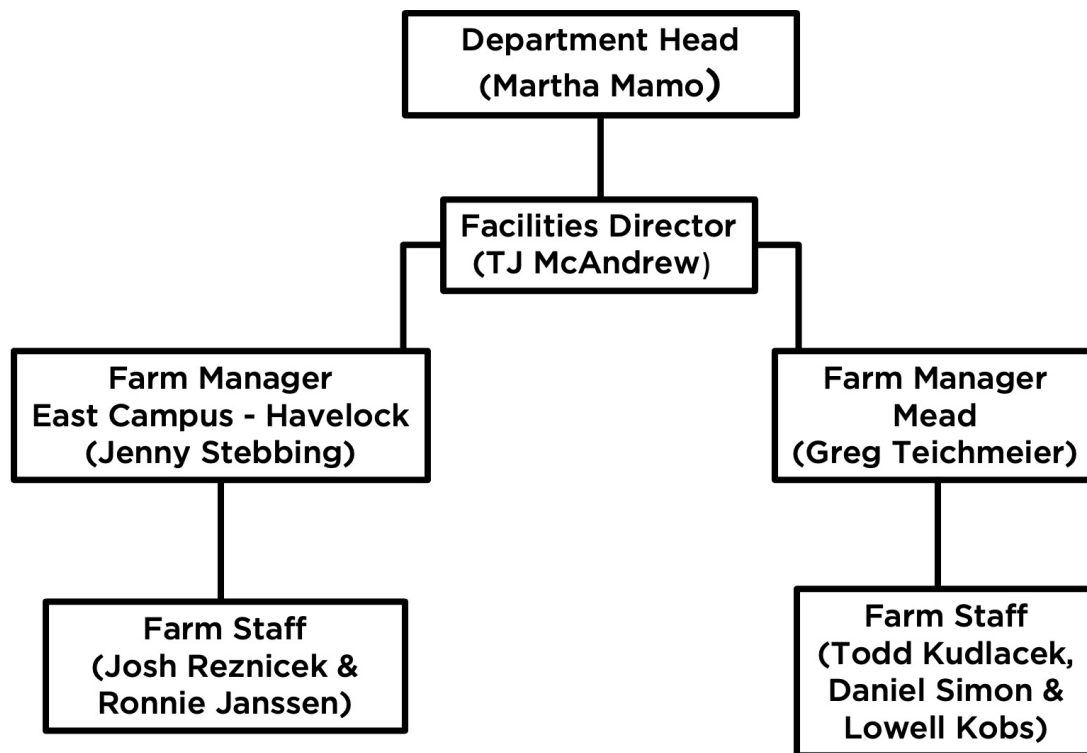 Department Head
(Martha Mamo)
Facilities Director
(TJ McAndrew)
Farm Manager
East Campus - Havelock
(Jenny Stebbing)
Farm Manager
Mead
(Greg Teichmeier)
Farm Staff
(Josh Reznicek &
Ronnie Janssen)
Farm Staff
(Todd Kudlacek,
Daniel Simon &
Lowell Kobs)